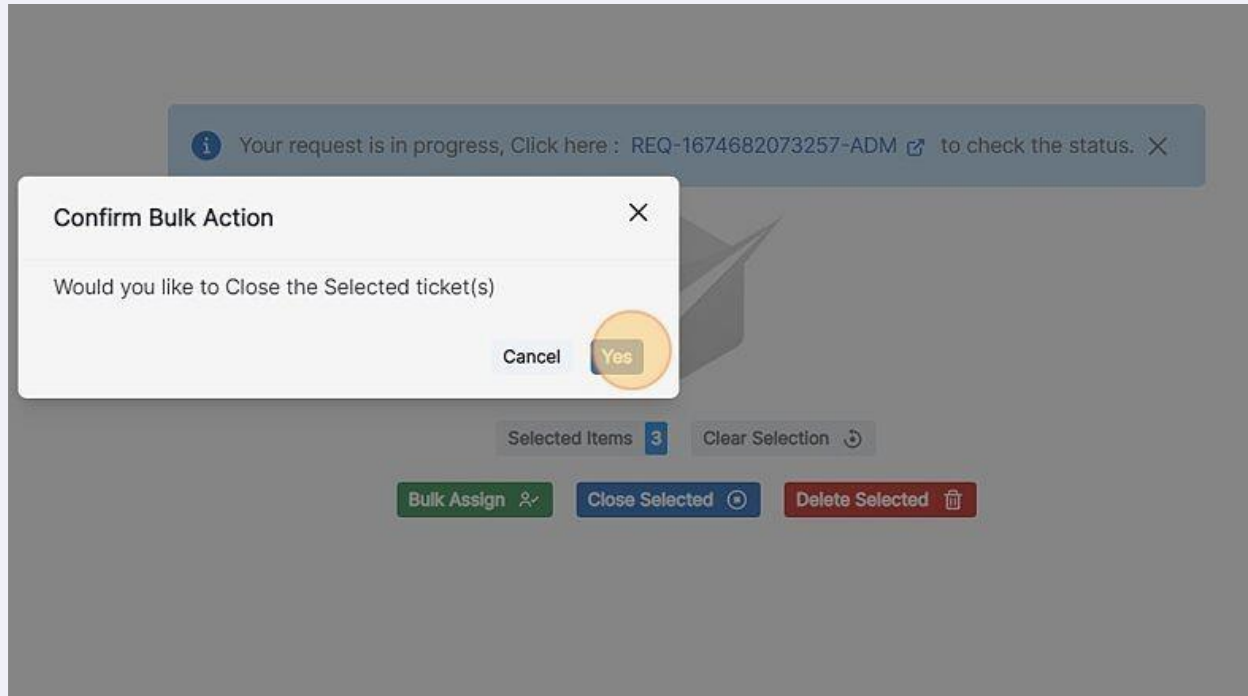 Your request is in progress, Click here : REQ-1674682073257-ADM to check the status.
Confirm Bulk Action
Would you like to Close the Selected ticket(s)
Cancel Yes
Selected Items 3 Clear Selection
Bulk Assign Close Selected Delete Selected